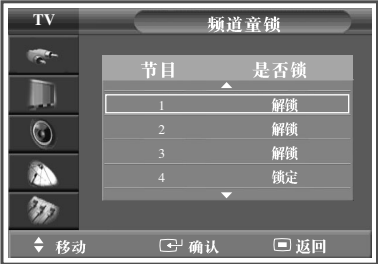 TV 频道童锁
节目 是否锁
1 解锁
2 解锁
3 解锁
4 锁定
移动 确认 返回